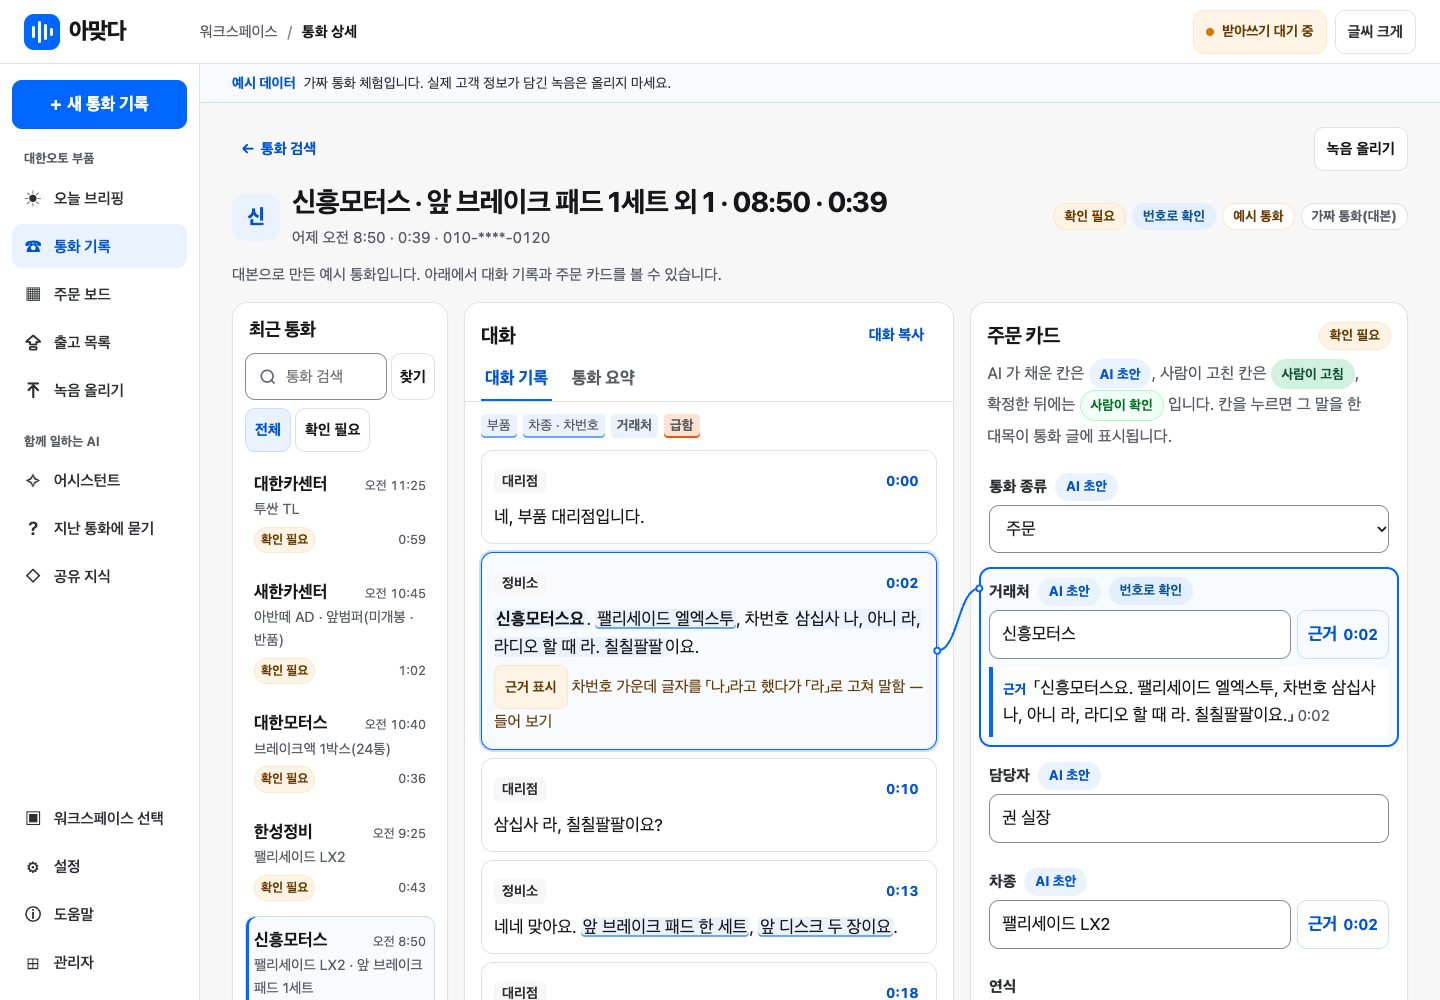 아맞다
워크스페이스 / 통화 상세
받아쓰기 대기 중
글씨 크게
+ 새 통화 기록
대한오토 부품
오늘 브리핑
통화 기록
주문 보드
출고 목록
녹음 올리기
함께 일하는 AI
어시스턴트
? 지난 통화에 묻기
공유 지식
워크스페이스 선택
설정
도움말
관리자
예시 데이터 가짜 통화 체험입니다. 실제 고객 정보가 담긴 녹음은 올리지 마세요.
← 통화 검색
녹음 올리기
신
신흥모터스 · 앞 브레이크 패드 1세트 외 1 · 08:50 · 0:39
어제 오전 8:50 · 0:39 · 010-****-0120
확인 필요
번호로 확인
예시 통화
가짜 통화(대본)
대본으로 만든 예시 통화입니다. 아래에서 대화 기록과 주문 카드를 볼 수 있습니다.
최근 통화
통화 검색
찾기
전체
확인 필요
대한카센터 오전 11:25
투싼 TL
확인 필요 0:59
새한카센터 오전 10:45
아반떼 AD · 앞범퍼(미개봉 ·
반품)
확인 필요 1:02
대한모터스 오전 10:40
브레이크액 1박스(24통)
확인 필요 0:36
한성정비 오전 9:25
팰리세이드 LX2
확인 필요 0:43
신흥모터스 오전 8:50
팰리세이드 LX2 · 앞 브레이크
패드 1세트
대화
대화 복사
대화 기록 통화 요약
부품 차종 · 차번호 거래처 급함
대리점 0:00
네, 부품 대리점입니다.
정비소 0:02
신흥모터스요. 팰리세이드 엘엑스투, 차번호 삼십사 나, 아니 라,
라디오 할 때 라. 칠칠팔팔이요.
근거 표시 차번호 가운데 글자를 「나」라고 했다가 「라」로 고쳐 말함 —
들어 보기
대리점 0:10
삼십사 라, 칠칠팔팔이요?
정비소 0:13
네네 맞아요. 앞 브레이크 패드 한 세트, 앞 디스크 두 장이요.
대리점 0:18
주문 카드
확인 필요
AI 가 채운 칸은 AI 초안, 사람이 고친 칸은 사람이 고침,
확정한 뒤에는 사람이 확인 입니다. 칸을 누르면 그 말을 한
대목이 통화 글에 표시됩니다.
통화 종류 AI 초안
주문
거래처 AI 초안 번호로 확인
신흥모터스 근거 0:02
근거 「신흥모터스요. 팰리세이드 엘엑스투, 차번호 삼십사
나, 아니 라, 라디오 할 때 라. 칠칠팔팔이요.」 0:02
담당자 AI 초안
권 실장
차종 AI 초안
팰리세이드 LX2 근거 0:02
연식